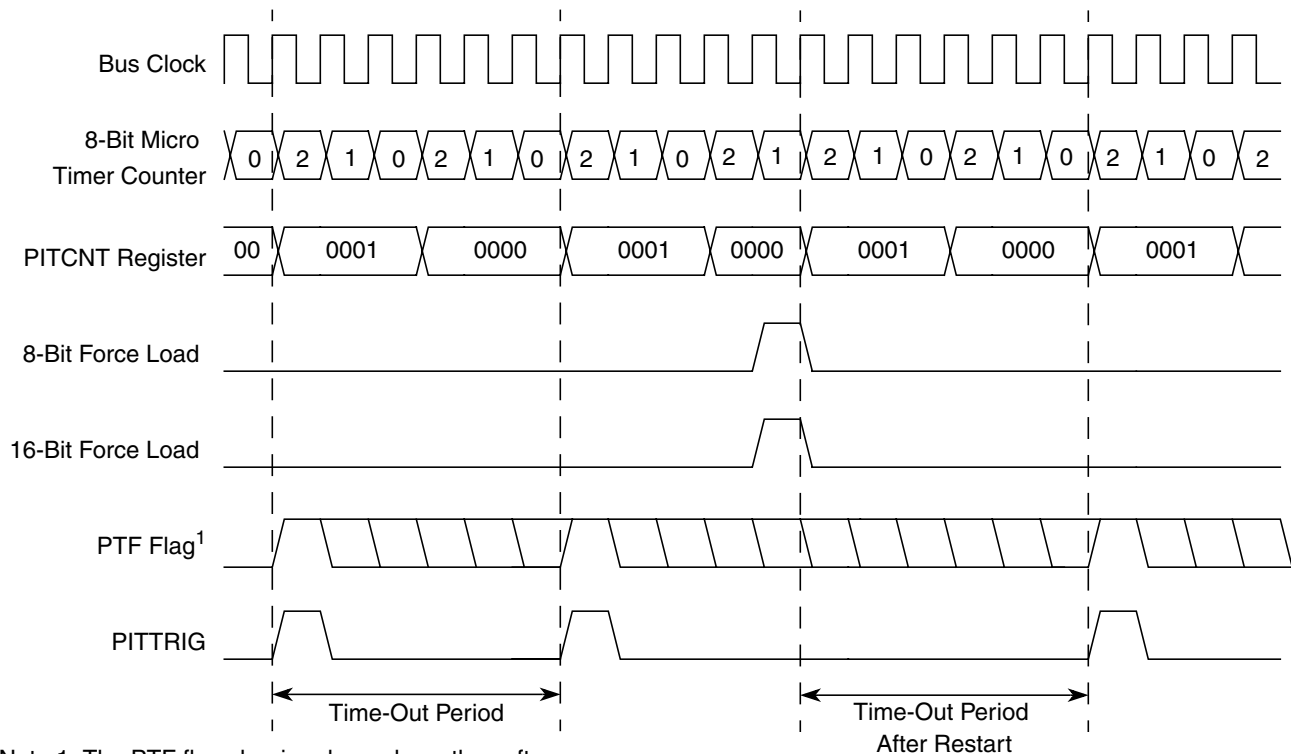 Bus Clock
8-Bit Micro
Timer Counter
0 2 1 0 2 1 0 2 1 0 2 1 2 1 0 2 1 0 2 1 0 2
PITCNT Register
00 0001 0000 0001 0000 0001 0000 0001
8-Bit Force Load
16-Bit Force Load
PTF Flag1
PITTRIG
Time-Out Period
Time-Out Period
After Restart